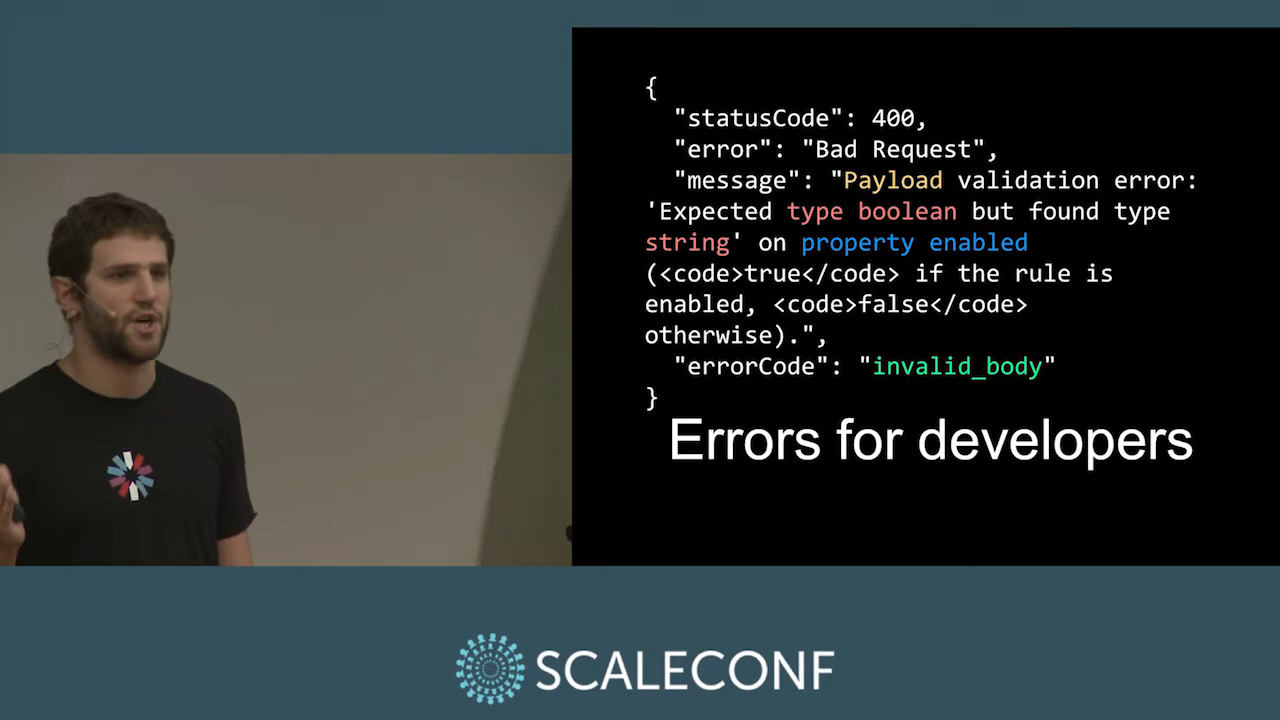 {
"statusCode": 400,
"error": "Bad Request",
"message": "Payload validation error:
'Expected type boolean but found type
string' on property enabled
(<code>true</code> if the rule is
enabled, <code>false</code>
otherwise).",
"errorCode": "invalid_body"
}
Errors for developers
SCALECONF